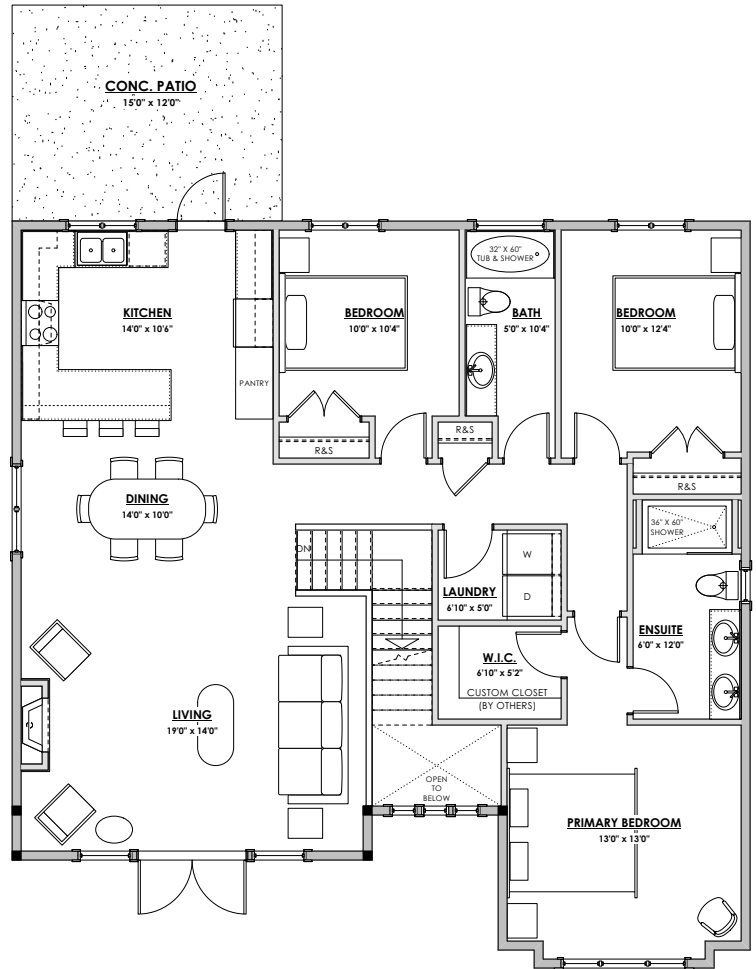 CONC. PATIO
15'0" x 12'0"
KITCHEN
14'0" x 10'6"
PANTRY
BEDROOM
10'0" x 10'4"
R&S
32" X 60"
TUB & SHOWER
BATH
5'0" x 10'4"
R&S
BEDROOM
10'0" x 12'4"
R&S
DINING
14'0" x 10'0"
DN
W
D
LAUNDRY
6'10" x 5'0"
36" X 60"
SHOWER
ENSUITE
6'0" x 12'0"
W.I.C.
6'10" x 5'2"
CUSTOM CLOSET
(BY OTHERS)
LIVING
19'0" x 14'0"
OPEN
TO
BELOW
PRIMARY BEDROOM
13'0" x 13'0"